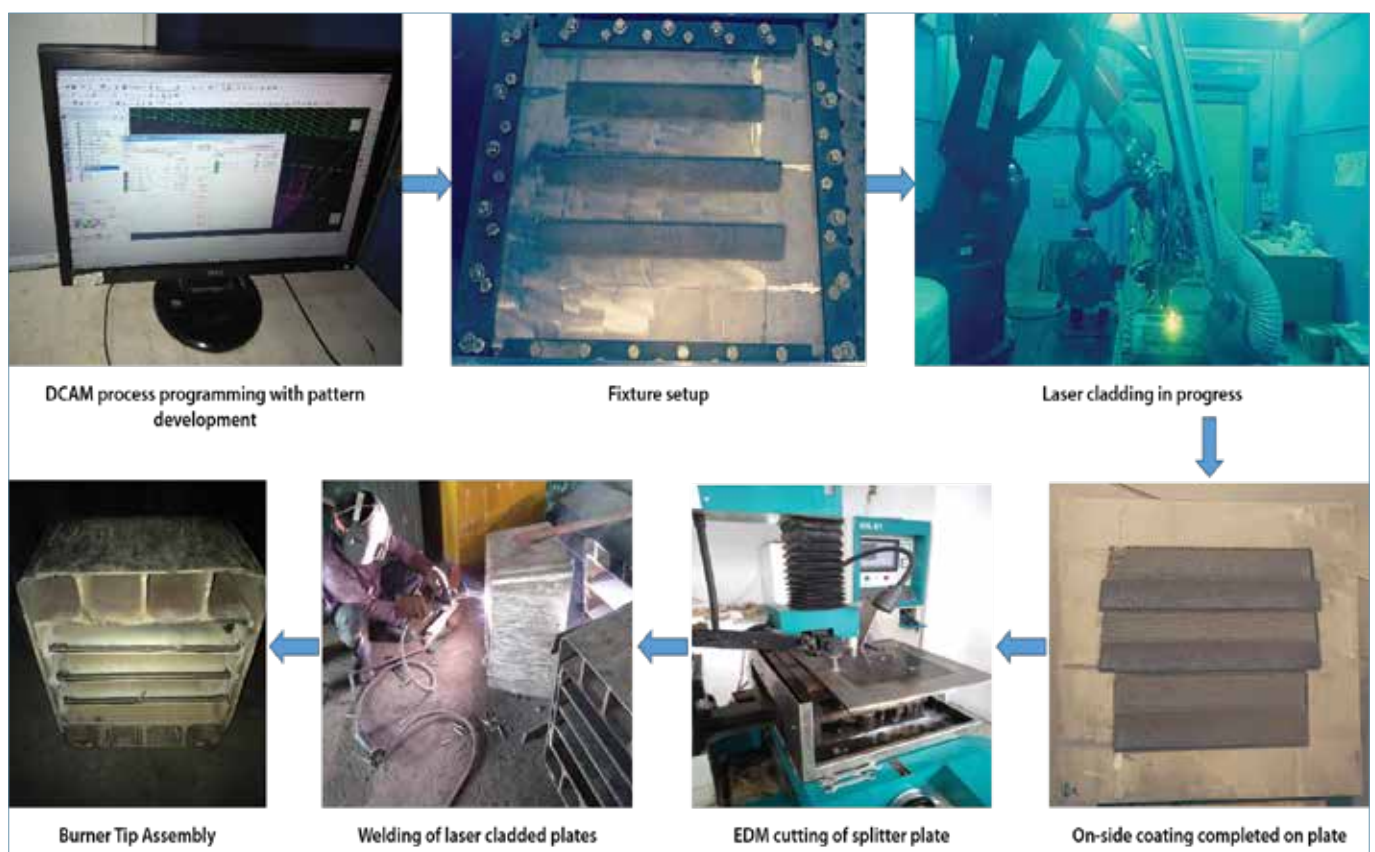 DCAM process programming with pattern
development
Fixture setup
Laser cladding in progress
Burner Tip Assembly
Welding of laser cladded plates
EDM cutting of splitter plate
On-side coating completed on plate